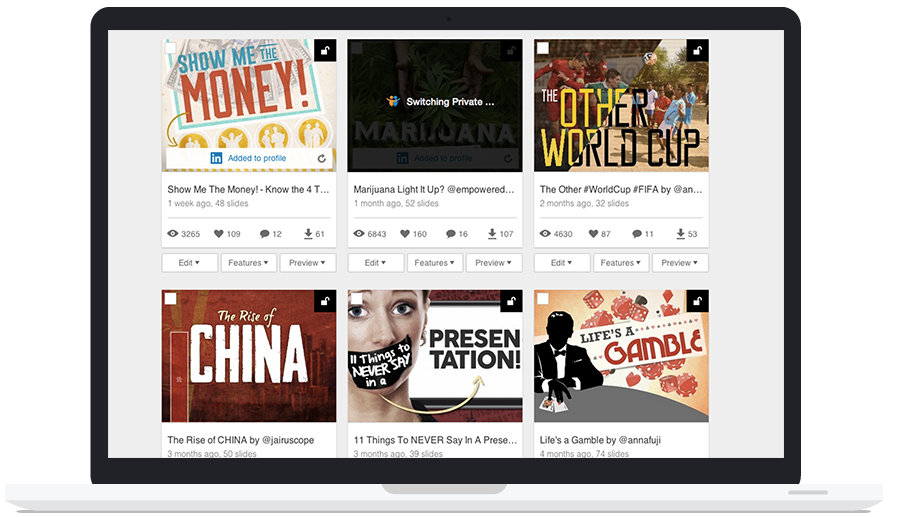 SHOW ME THE
MONEY!
in Added to profile
Show Me The Money! - Know the 4 T...
1 week ago, 48 slides
3265 109 12 61
Edit Features Preview
Switching Private ...
MARIJUANA
in Added to profile
Marijuana Light It Up? @empowered...
1 month ago, 52 slides
6843 160 16 107
Edit Features Preview
THE OTHER
WORLD CUP
The Other #WorldCup #FIFA by @an...
2 months ago, 32 slides
4630 87 11 53
Edit Features Preview
The Rise of
CHINA
The Rise of CHINA by @jairuscope
3 months ago, 50 slides
11 Things to
NEVER SAY
in a
PRESEN
TATION!
11 Things To NEVER Say In A Prese...
3 months ago, 39 slides
LIFE'S A
GAMBLE
Life's a Gamble by @annafuji
4 months ago, 74 slides